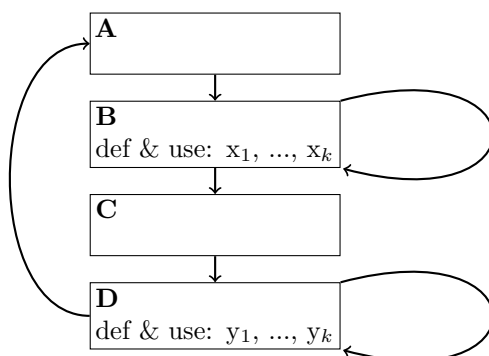 A
B
def & use: x₁, ..., xₖ
C
D
def & use: y₁, ..., yₖ